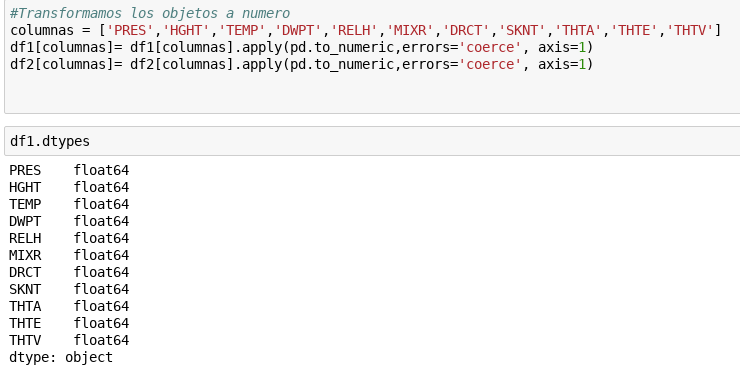 #Transformamos los objetos a numero
columnas = ['PRES','HGHT','TEMP','DWPT','RELH','MIXR','DRCT','SKNT','THTA','THTE','THTV']
df1[columnas]= df1[columnas].apply(pd.to_numeric,errors='coerce', axis=1)
df2[columnas]= df2[columnas].apply(pd.to_numeric,errors='coerce', axis=1)
df1.dtypes
PRES    float64
HGHT    float64
TEMP    float64
DWPT    float64
RELH    float64
MIXR    float64
DRCT    float64
SKNT    float64
THTA    float64
THTE    float64
THTV    float64
dtype: object